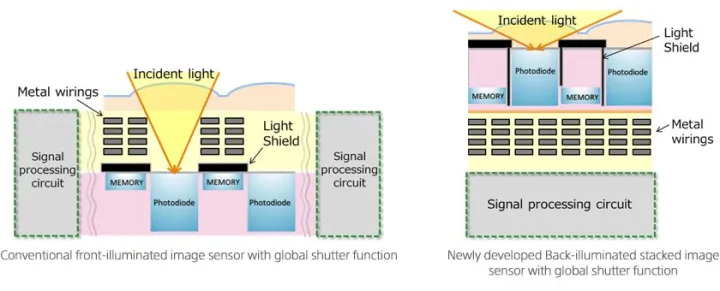 Incident light
Metal wirings
Light
Shield
Signal
processing
circuit
MEMORY
MEMORY
Photodiode
Photodiode
Signal
processing
circuit
Conventional front-illuminated image sensor with global shutter function
Incident light
Light
Shield
Photodiode
Photodiode
MEMORY
MEMORY
Metal
wirings
Signal processing circuit
Newly developed Back-illuminated stacked image
sensor with global shutter function